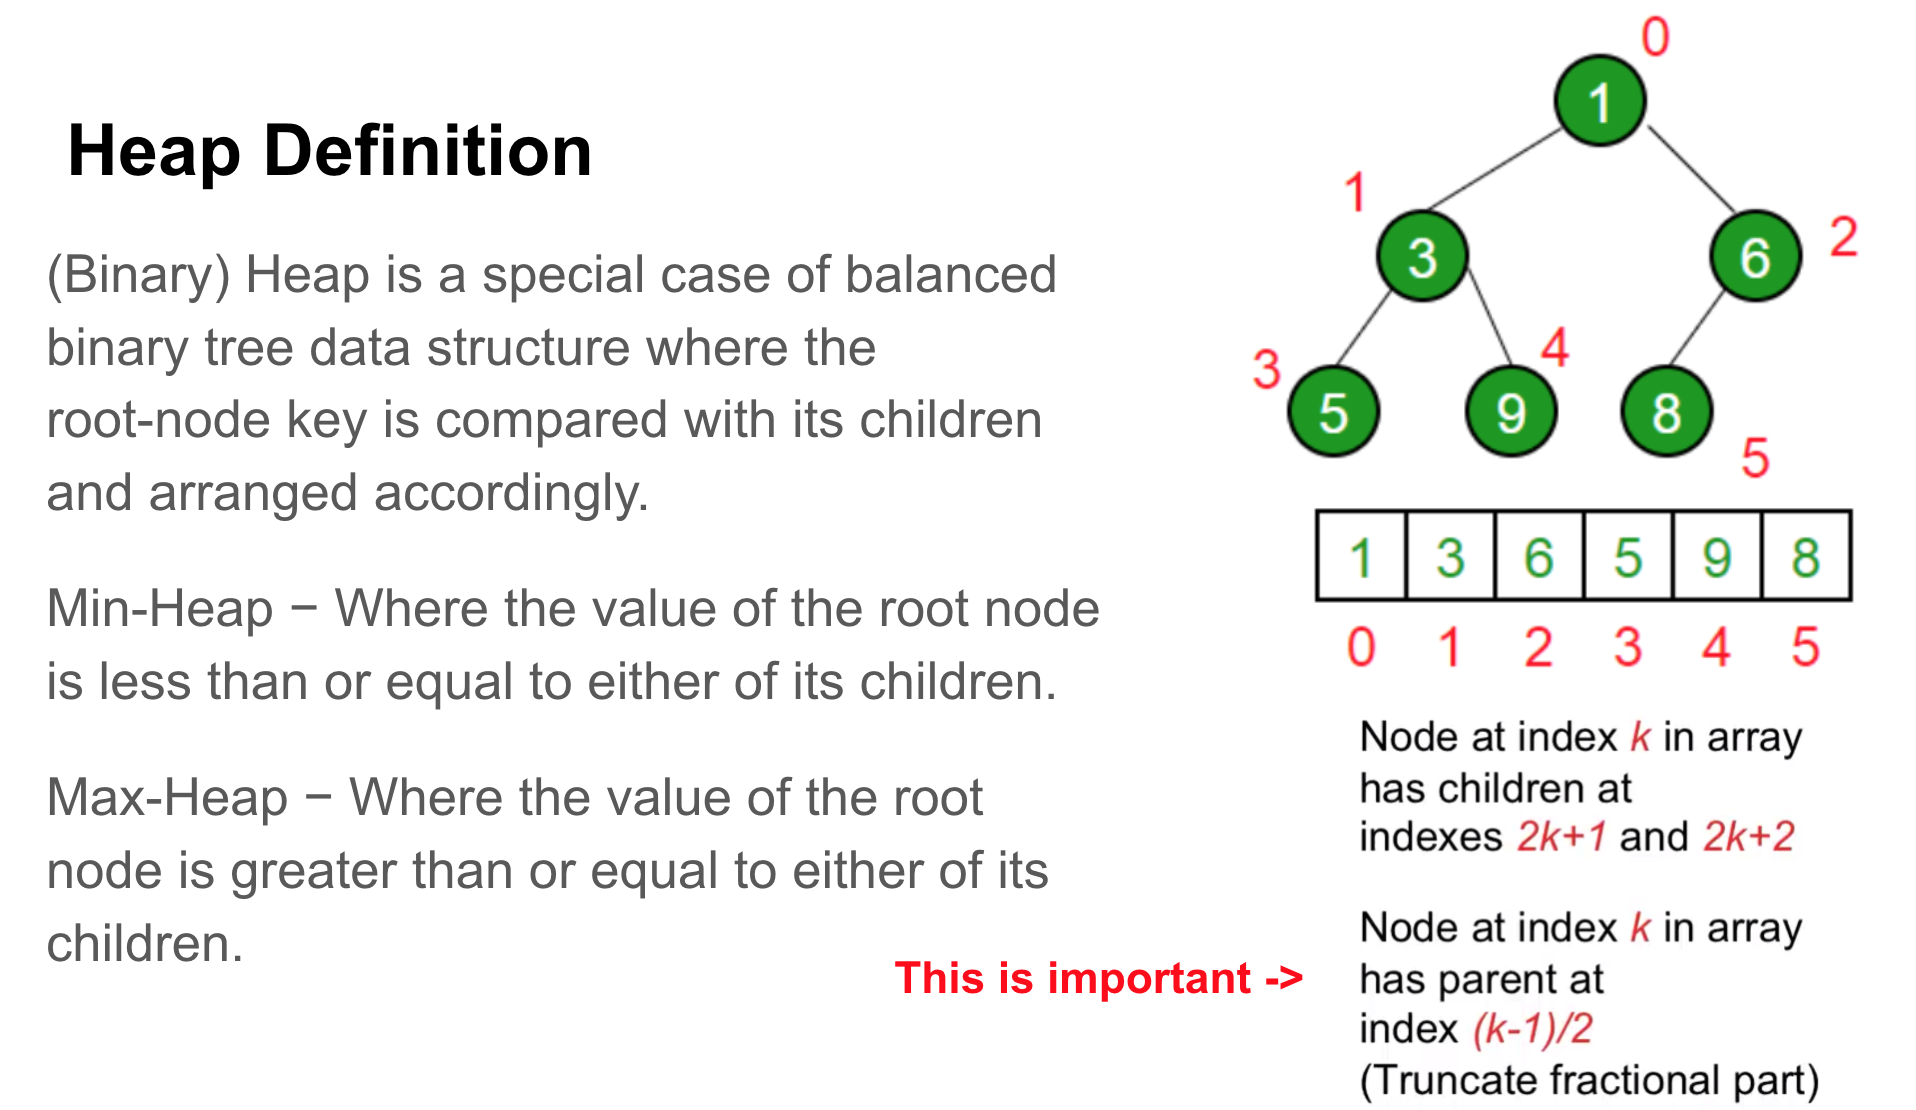 Heap Definition
(Binary) Heap is a special case of balanced
binary tree data structure where the
root-node key is compared with its children
and arranged accordingly.
Min-Heap − Where the value of the root node
is less than or equal to either of its children.
Max-Heap − Where the value of the root
node is greater than or equal to either of its
children.
This is important ->
0
1
1
3
6
2
3
5
4
9
8
5
1 3 6 5 9 8
0 1 2 3 4 5
Node at index k in array
has children at
indexes 2k+1 and 2k+2
Node at index k in array
has parent at
index (k-1)/2
(Truncate fractional part)